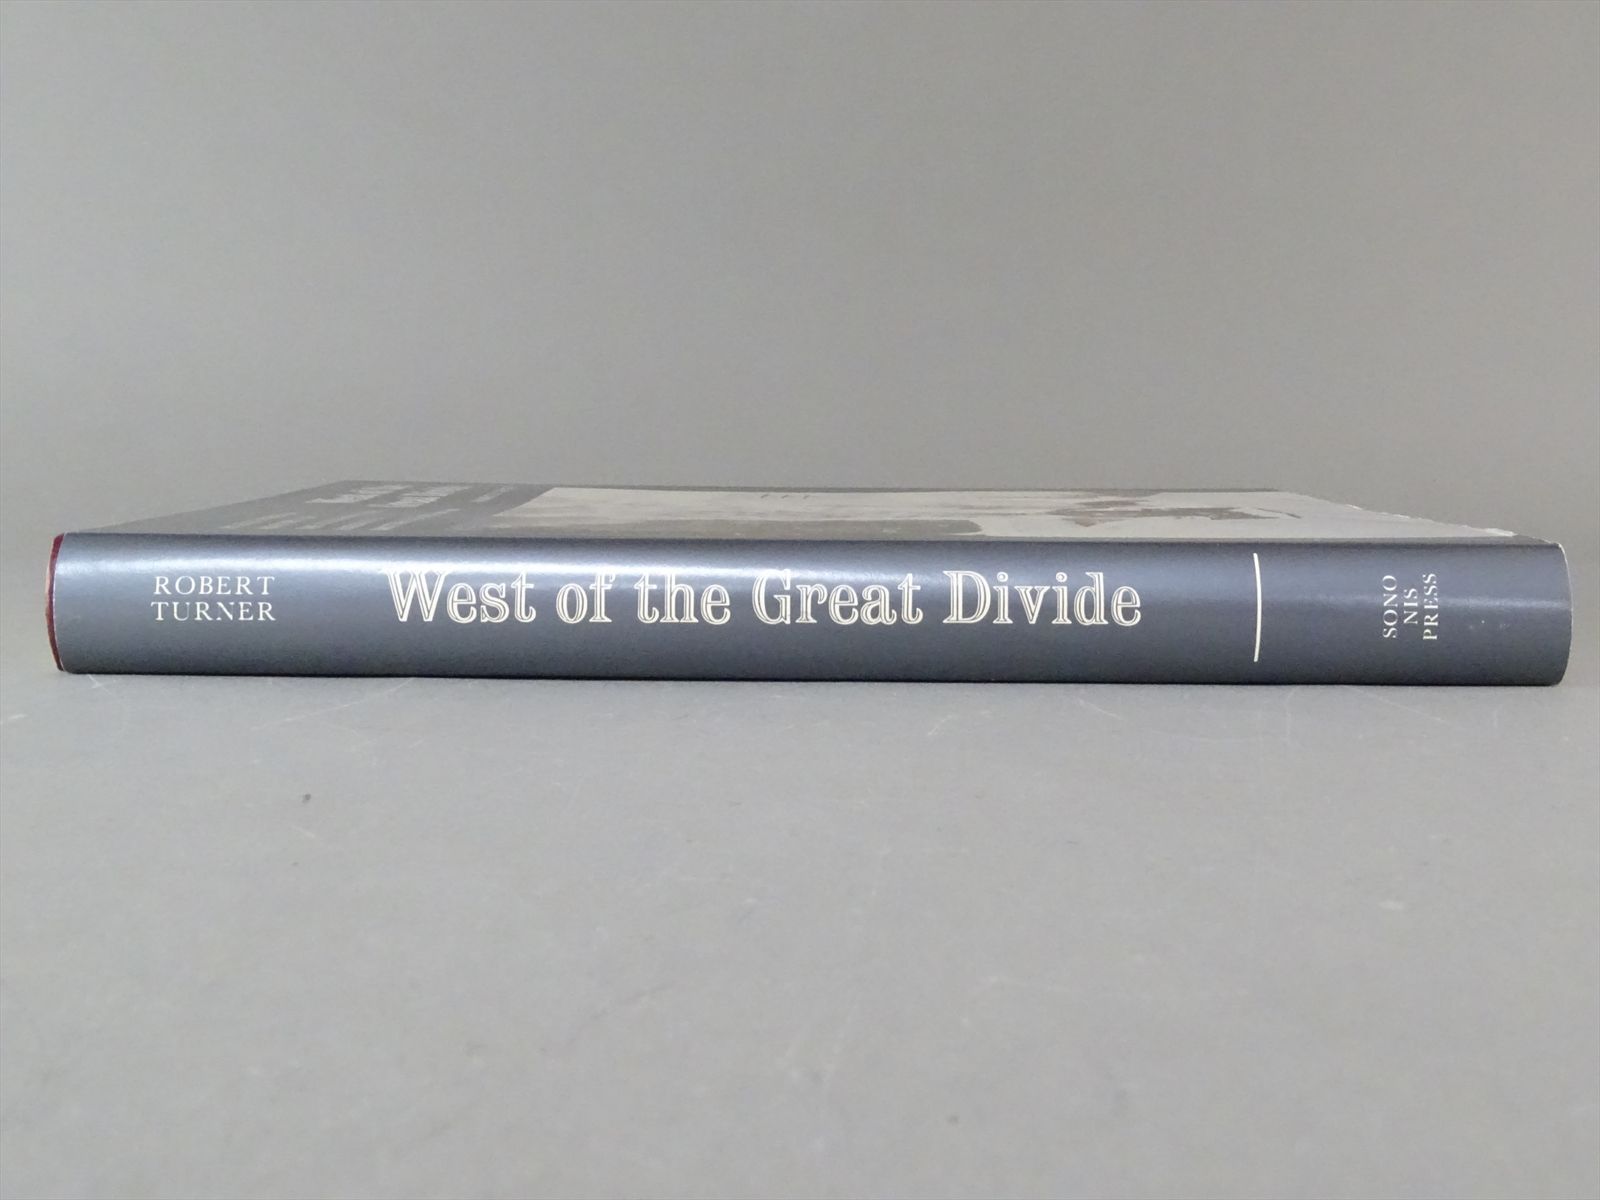 ROBERT
TURNER
West of the Great Divide
SONO
NIS
PRESS